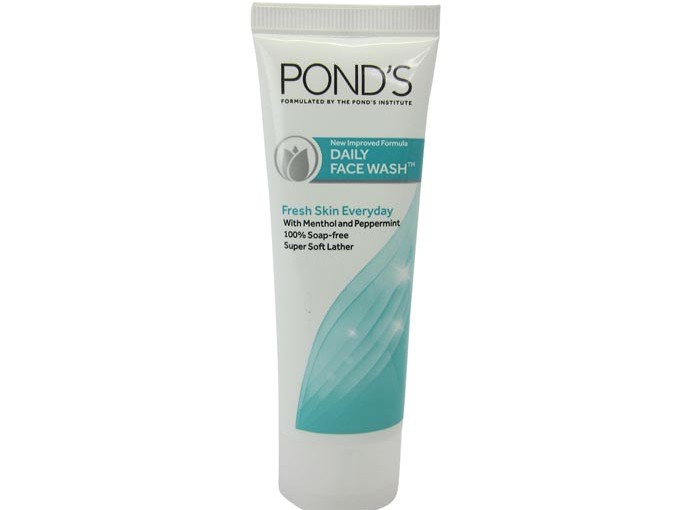 POND'S
FORMULATED BY THE POND'S INSTITUTE
New Improved Formula
DAILY
FACE WASH™
Fresh Skin Everyday
With Menthol and Peppermint
100% Soap-free
Super Soft Lather